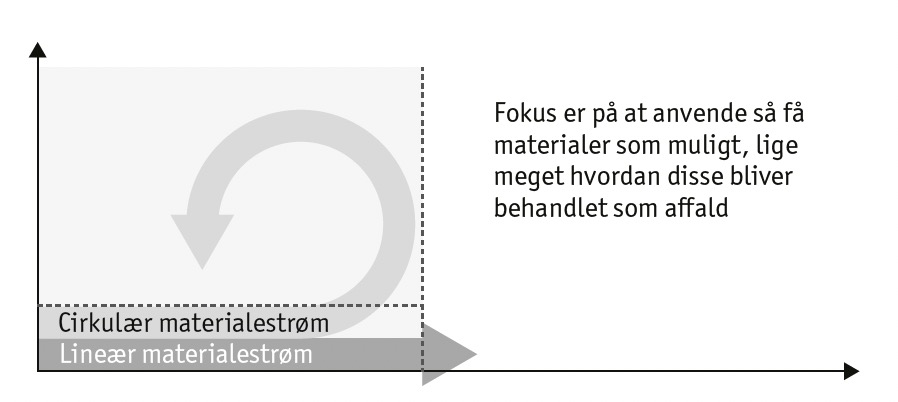 Fokus er på at anvende så få
materialer som muligt, lige
meget hvordan disse bliver
behandlet som affald
Cirkulær materialestrøm
Lineær materialestrøm